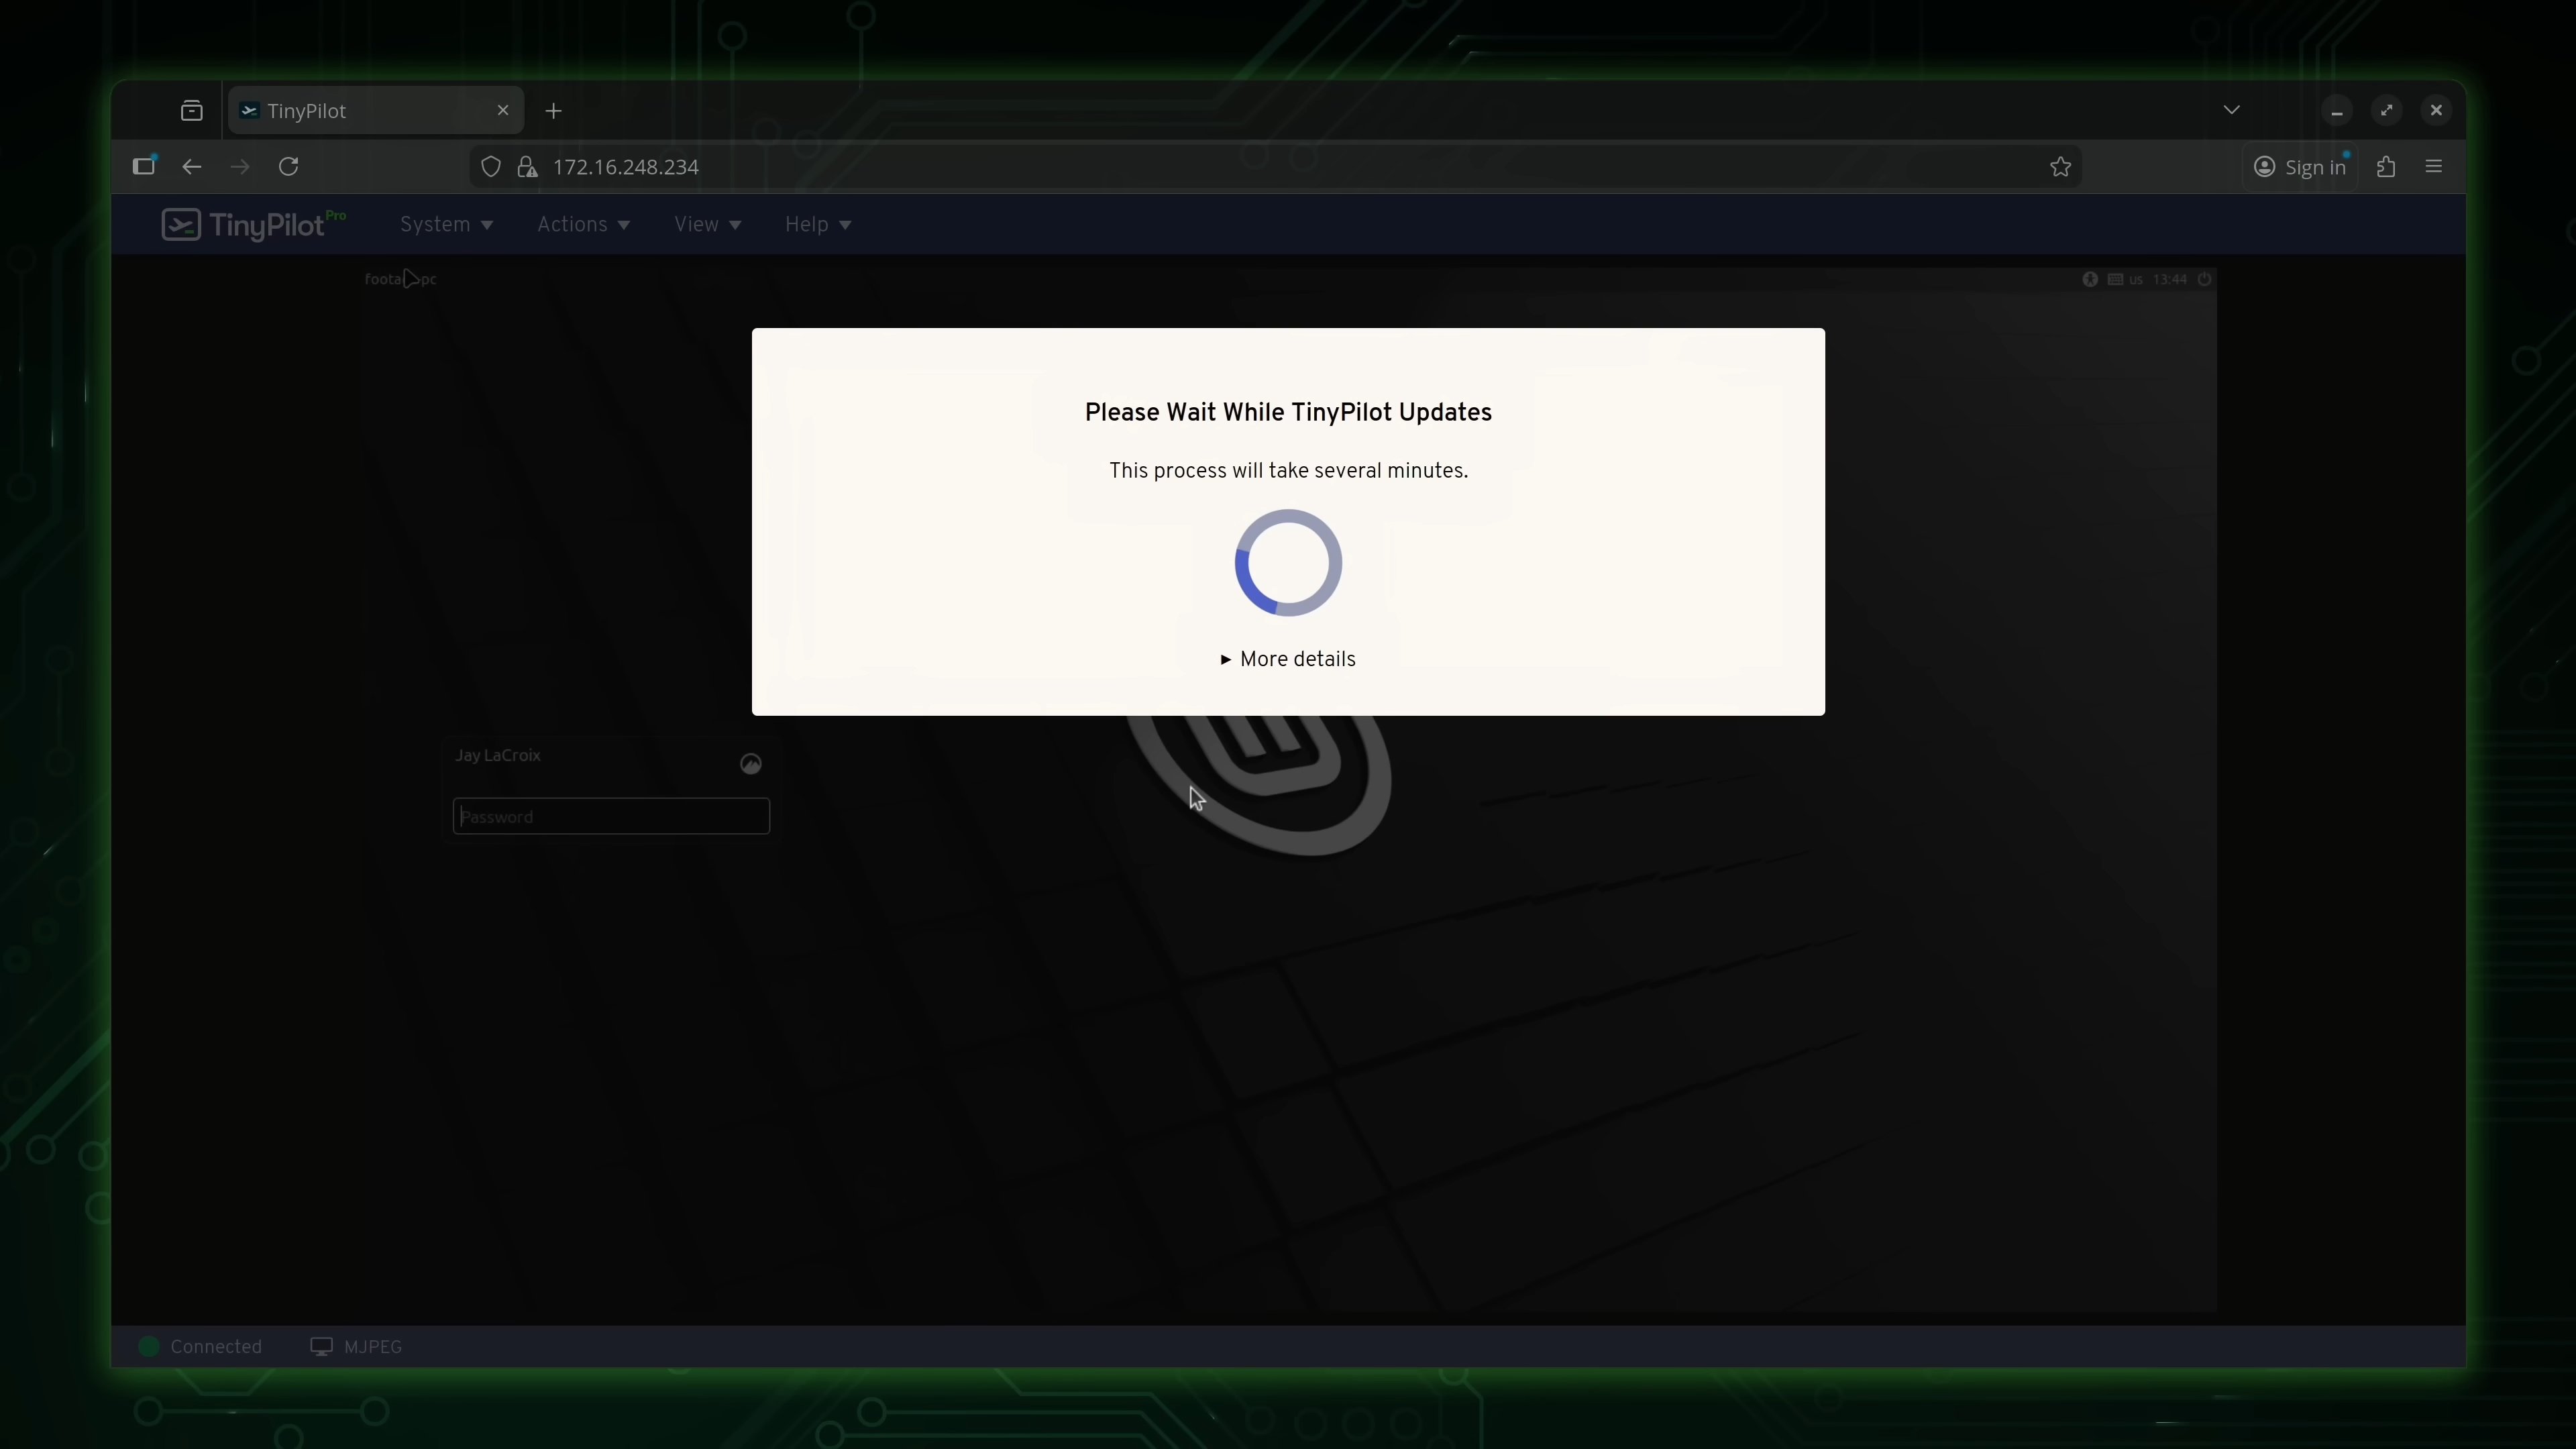 TinyPilot
172.16.248.234
Sign in
TinyPilot Pro
System
Actions
View
Help
us 13:44
Please Wait While TinyPilot Updates
This process will take several minutes.
More details
Jay LaCroix
Password
Connected
MJPEG